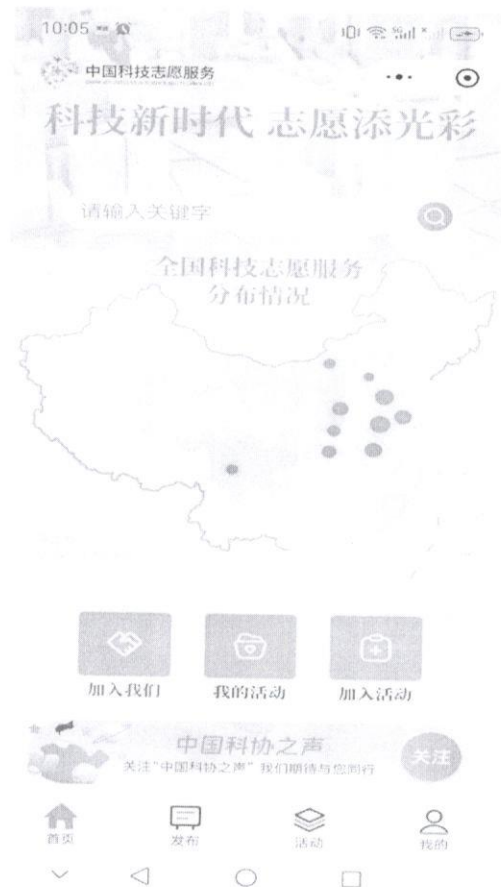 10:05
中国科技志愿服务
科技新时代 志愿添光彩
请输入关键字
全国科技志愿服务
分布情况
加入我们
我的活动
加入活动
中国科协之声
关注"中国科协之声" 我们期待与您同行
关注
首页
发布
活动
我的